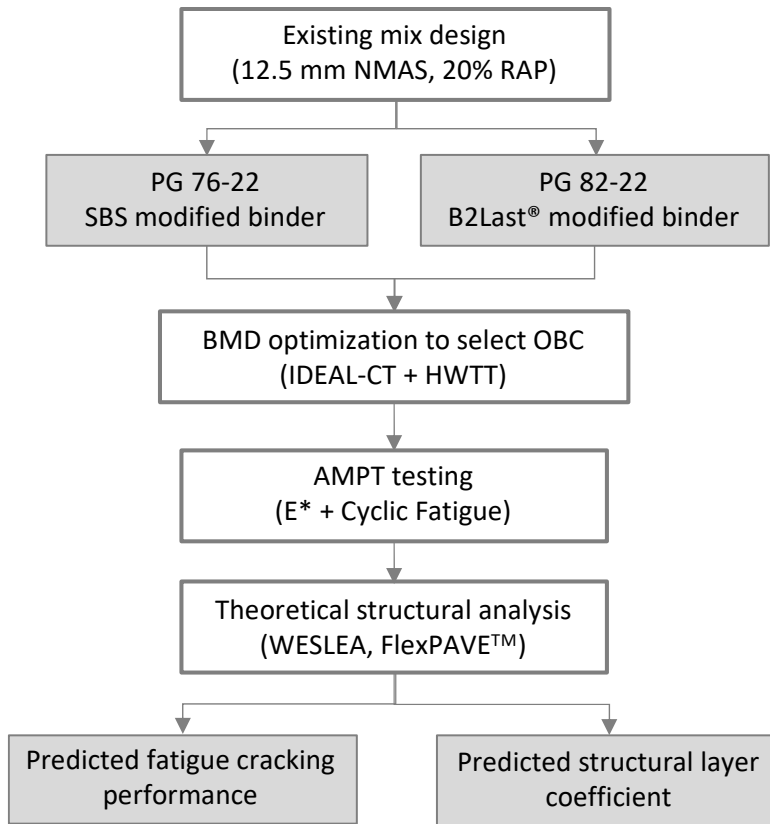 Existing mix design
(12.5 mm NMAS, 20% RAP)
PG 76-22
SBS modified binder
PG 82-22
B2Last® modified binder
BMD optimization to select OBC
(IDEAL-CT + HWTT)
AMPT testing
(E* + Cyclic Fatigue)
Theoretical structural analysis
(WESLEA, FlexPAVE™)
Predicted fatigue cracking
performance
Predicted structural layer
coefficient